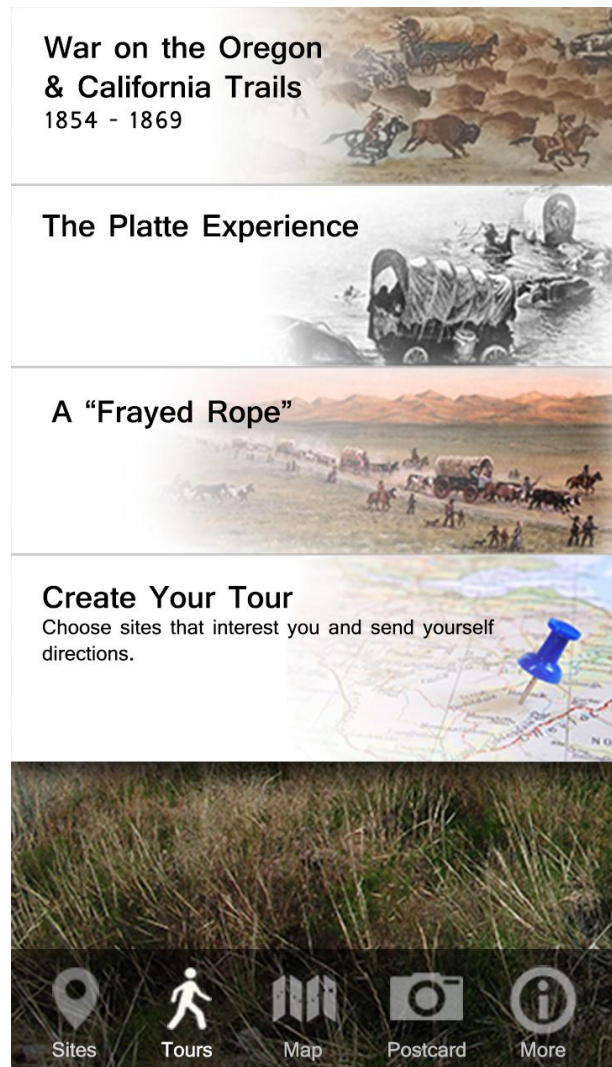 War on the Oregon
& California Trails
1854 - 1869
The Platte Experience
A “Frayed Rope”
Create Your Tour
Choose sites that interest you and send yourself
directions.
Sites
Tours
Map
Postcard
More